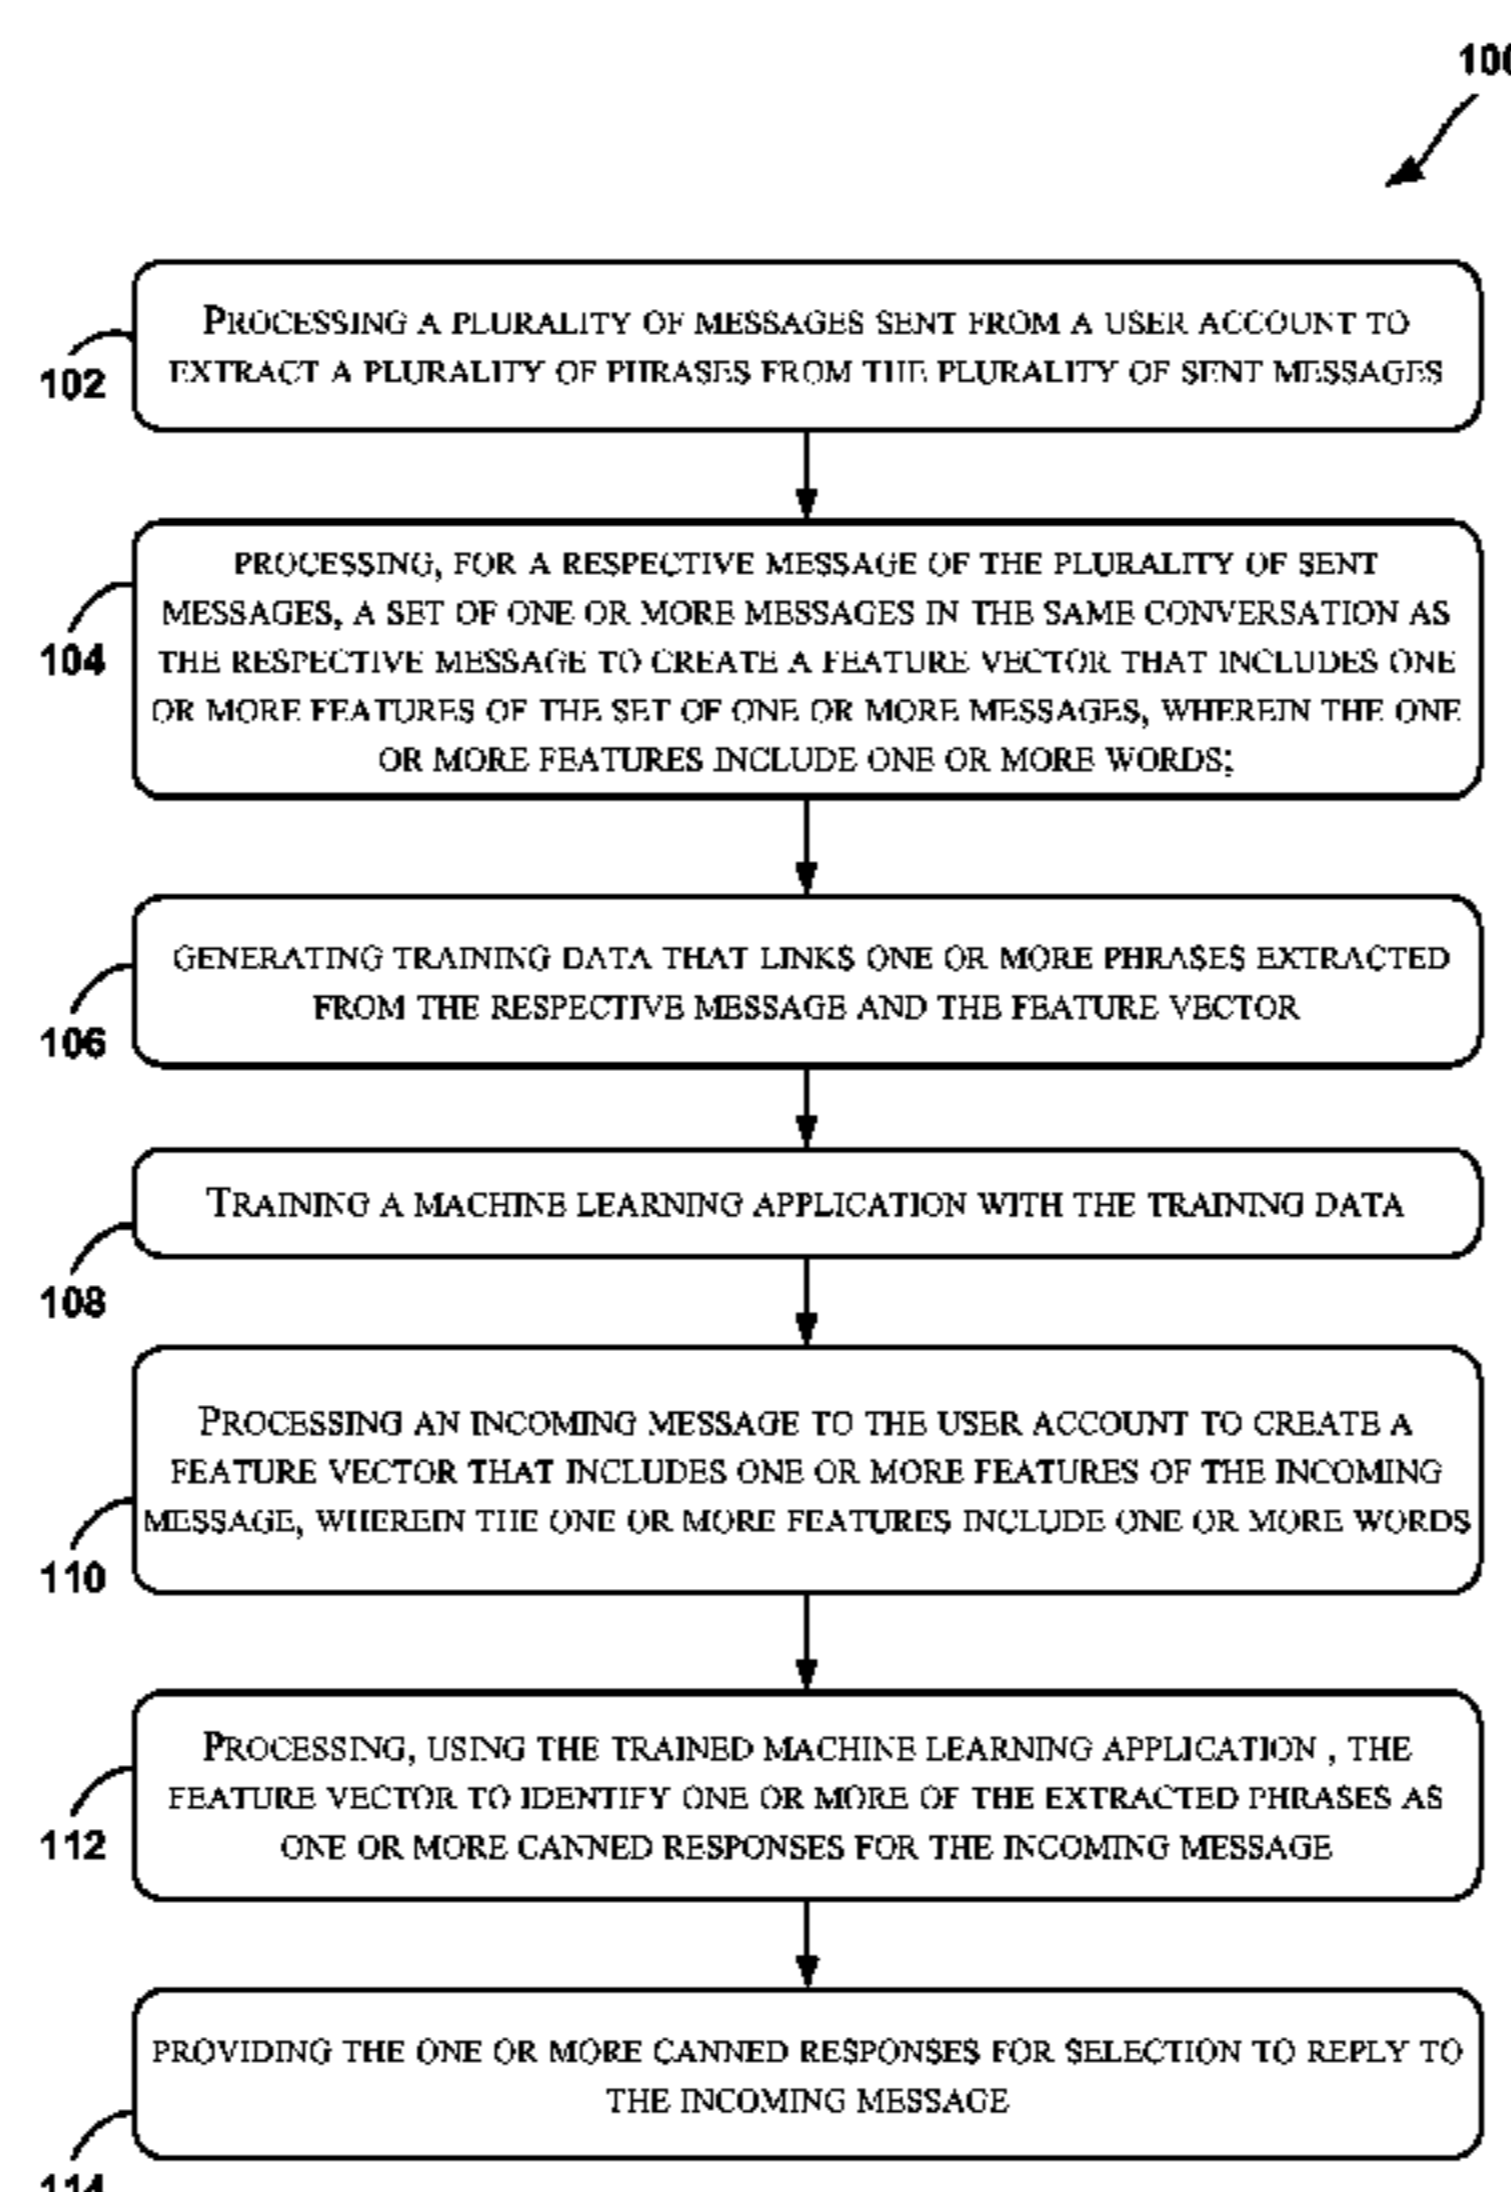 100
PROCESSING A PLURALITY OF MESSAGES SENT FROM A USER ACCOUNT TO
EXTRACT A PLURALITY OF PHRASES FROM THE PLURALITY OF SENT MESSAGES
102
PROCESSING, FOR A RESPECTIVE MESSAGE OF THE PLURALITY OF SENT
MESSAGES, A SET OF ONE OR MORE MESSAGES IN THE SAME CONVERSATION AS
THE RESPECTIVE MESSAGE TO CREATE A FEATURE VECTOR THAT INCLUDES ONE
OR MORE FEATURES OF THE SET OF ONE OR MORE MESSAGES, WHEREIN THE ONE
OR MORE FEATURES INCLUDE ONE OR MORE WORDS;
104
GENERATING TRAINING DATA THAT LINKS ONE OR MORE PHRASES EXTRACTED
FROM THE RESPECTIVE MESSAGE AND THE FEATURE VECTOR
106
TRAINING A MACHINE LEARNING APPLICATION WITH THE TRAINING DATA
108
PROCESSING AN INCOMING MESSAGE TO THE USER ACCOUNT TO CREATE A
FEATURE VECTOR THAT INCLUDES ONE OR MORE FEATURES OF THE INCOMING
MESSAGE, WHEREIN THE ONE OR MORE FEATURES INCLUDE ONE OR MORE WORDS
110
PROCESSING, USING THE TRAINED MACHINE LEARNING APPLICATION , THE
FEATURE VECTOR TO IDENTIFY ONE OR MORE OF THE EXTRACTED PHRASES AS
ONE OR MORE CANNED RESPONSES FOR THE INCOMING MESSAGE
112
PROVIDING THE ONE OR MORE CANNED RESPONSES FOR SELECTION TO REPLY TO
THE INCOMING MESSAGE
114